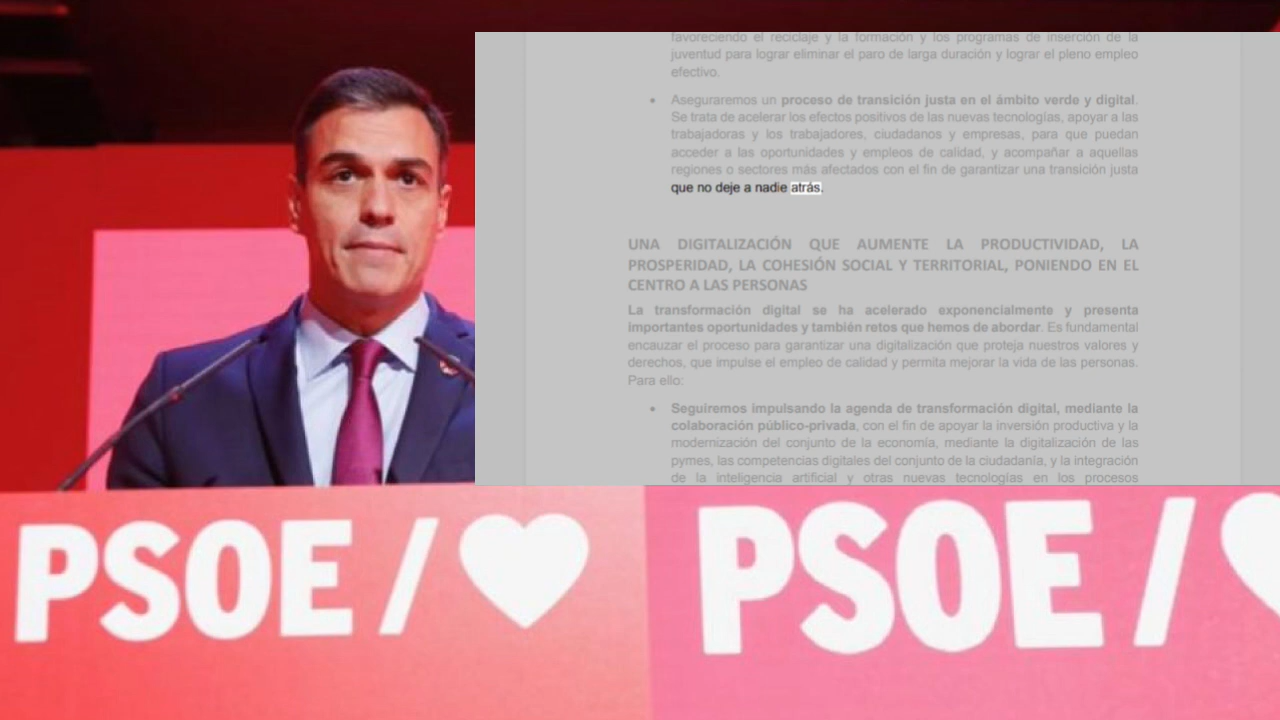 favoreciendo el reciclaje y la formación y los programas de inserción de la
juventud para lograr eliminar el paro de larga duración y lograr el pleno empleo
efectivo.
• Aseguraremos un proceso de transición justa en el ámbito verde y digital.
Se trata de acelerar los efectos positivos de las nuevas tecnologías, apoyar a las
trabajadoras y los trabajadores, ciudadanos y empresas, para que puedan
acceder a las oportunidades y empleos de calidad, y acompañar a aquellas
regiones o sectores más afectados con el fin de garantizar una transición justa
que no deje a nadie atrás.
UNA DIGITALIZACIÓN QUE AUMENTE LA PRODUCTIVIDAD, LA
PROSPERIDAD, LA COHESIÓN SOCIAL Y TERRITORIAL, PONIENDO EN EL
CENTRO A LAS PERSONAS
La transformación digital se ha acelerado exponencialmente y presenta
importantes oportunidades y también retos que hemos de abordar. Es fundamental
encauzar el proceso para garantizar una digitalización que proteja nuestros valores y
derechos, que impulse el empleo de calidad y permita mejorar la vida de las personas.
Para ello:
• Seguiremos impulsando la agenda de transformación digital, mediante la
colaboración público-privada, con el fin de apoyar la inversión productiva y la
modernización del conjunto de la economía, mediante la digitalización de las
pymes, las competencias digitales del conjunto de la ciudadanía, y la integración
de la inteligencia artificial y otras nuevas tecnologías en los procesos
PSOE /
PSOE /